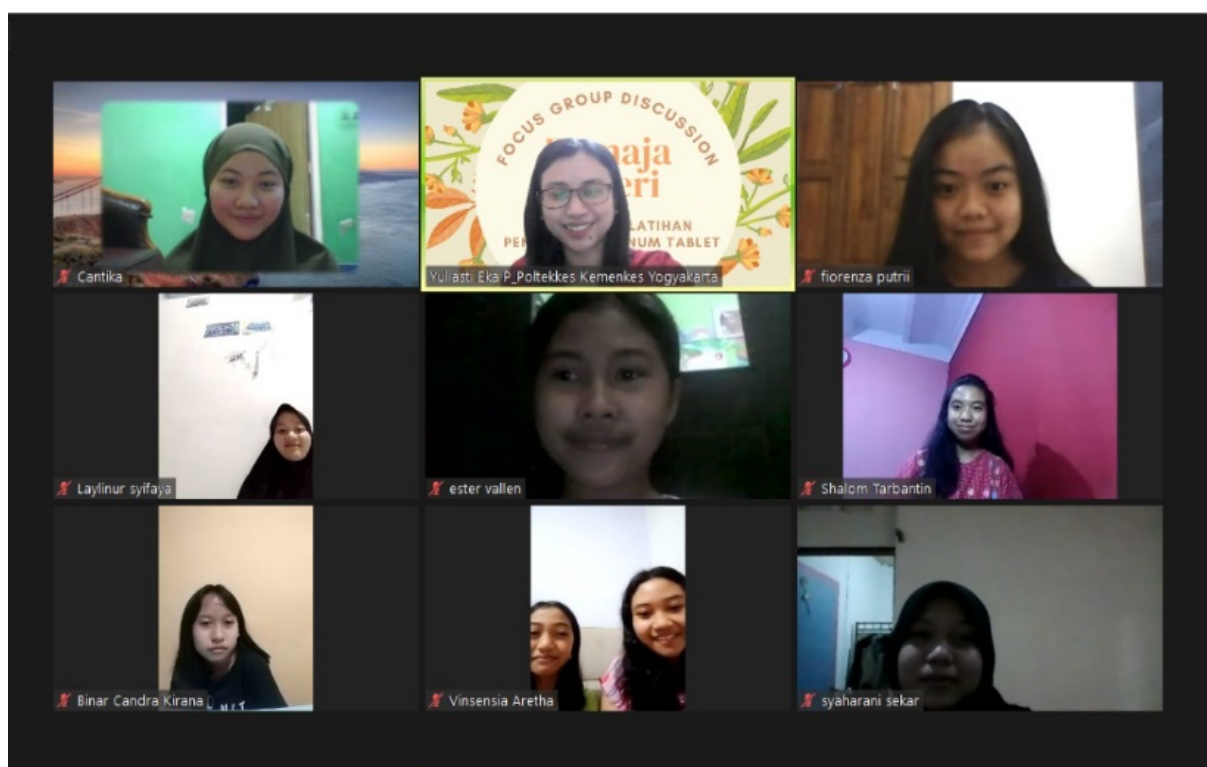 FOCUS GROUP DISCUSSION
LATIHAN
TABLET
Cantika
Yuliasti Eka P_Poltekkes Kemenkes Yogyakarta
fiorenza putrii
Laylinur syifaya
ester vallen
Shalom Tarbantin
Binar Candra Kirana
Vinsensia Aretha
syaharani sekar